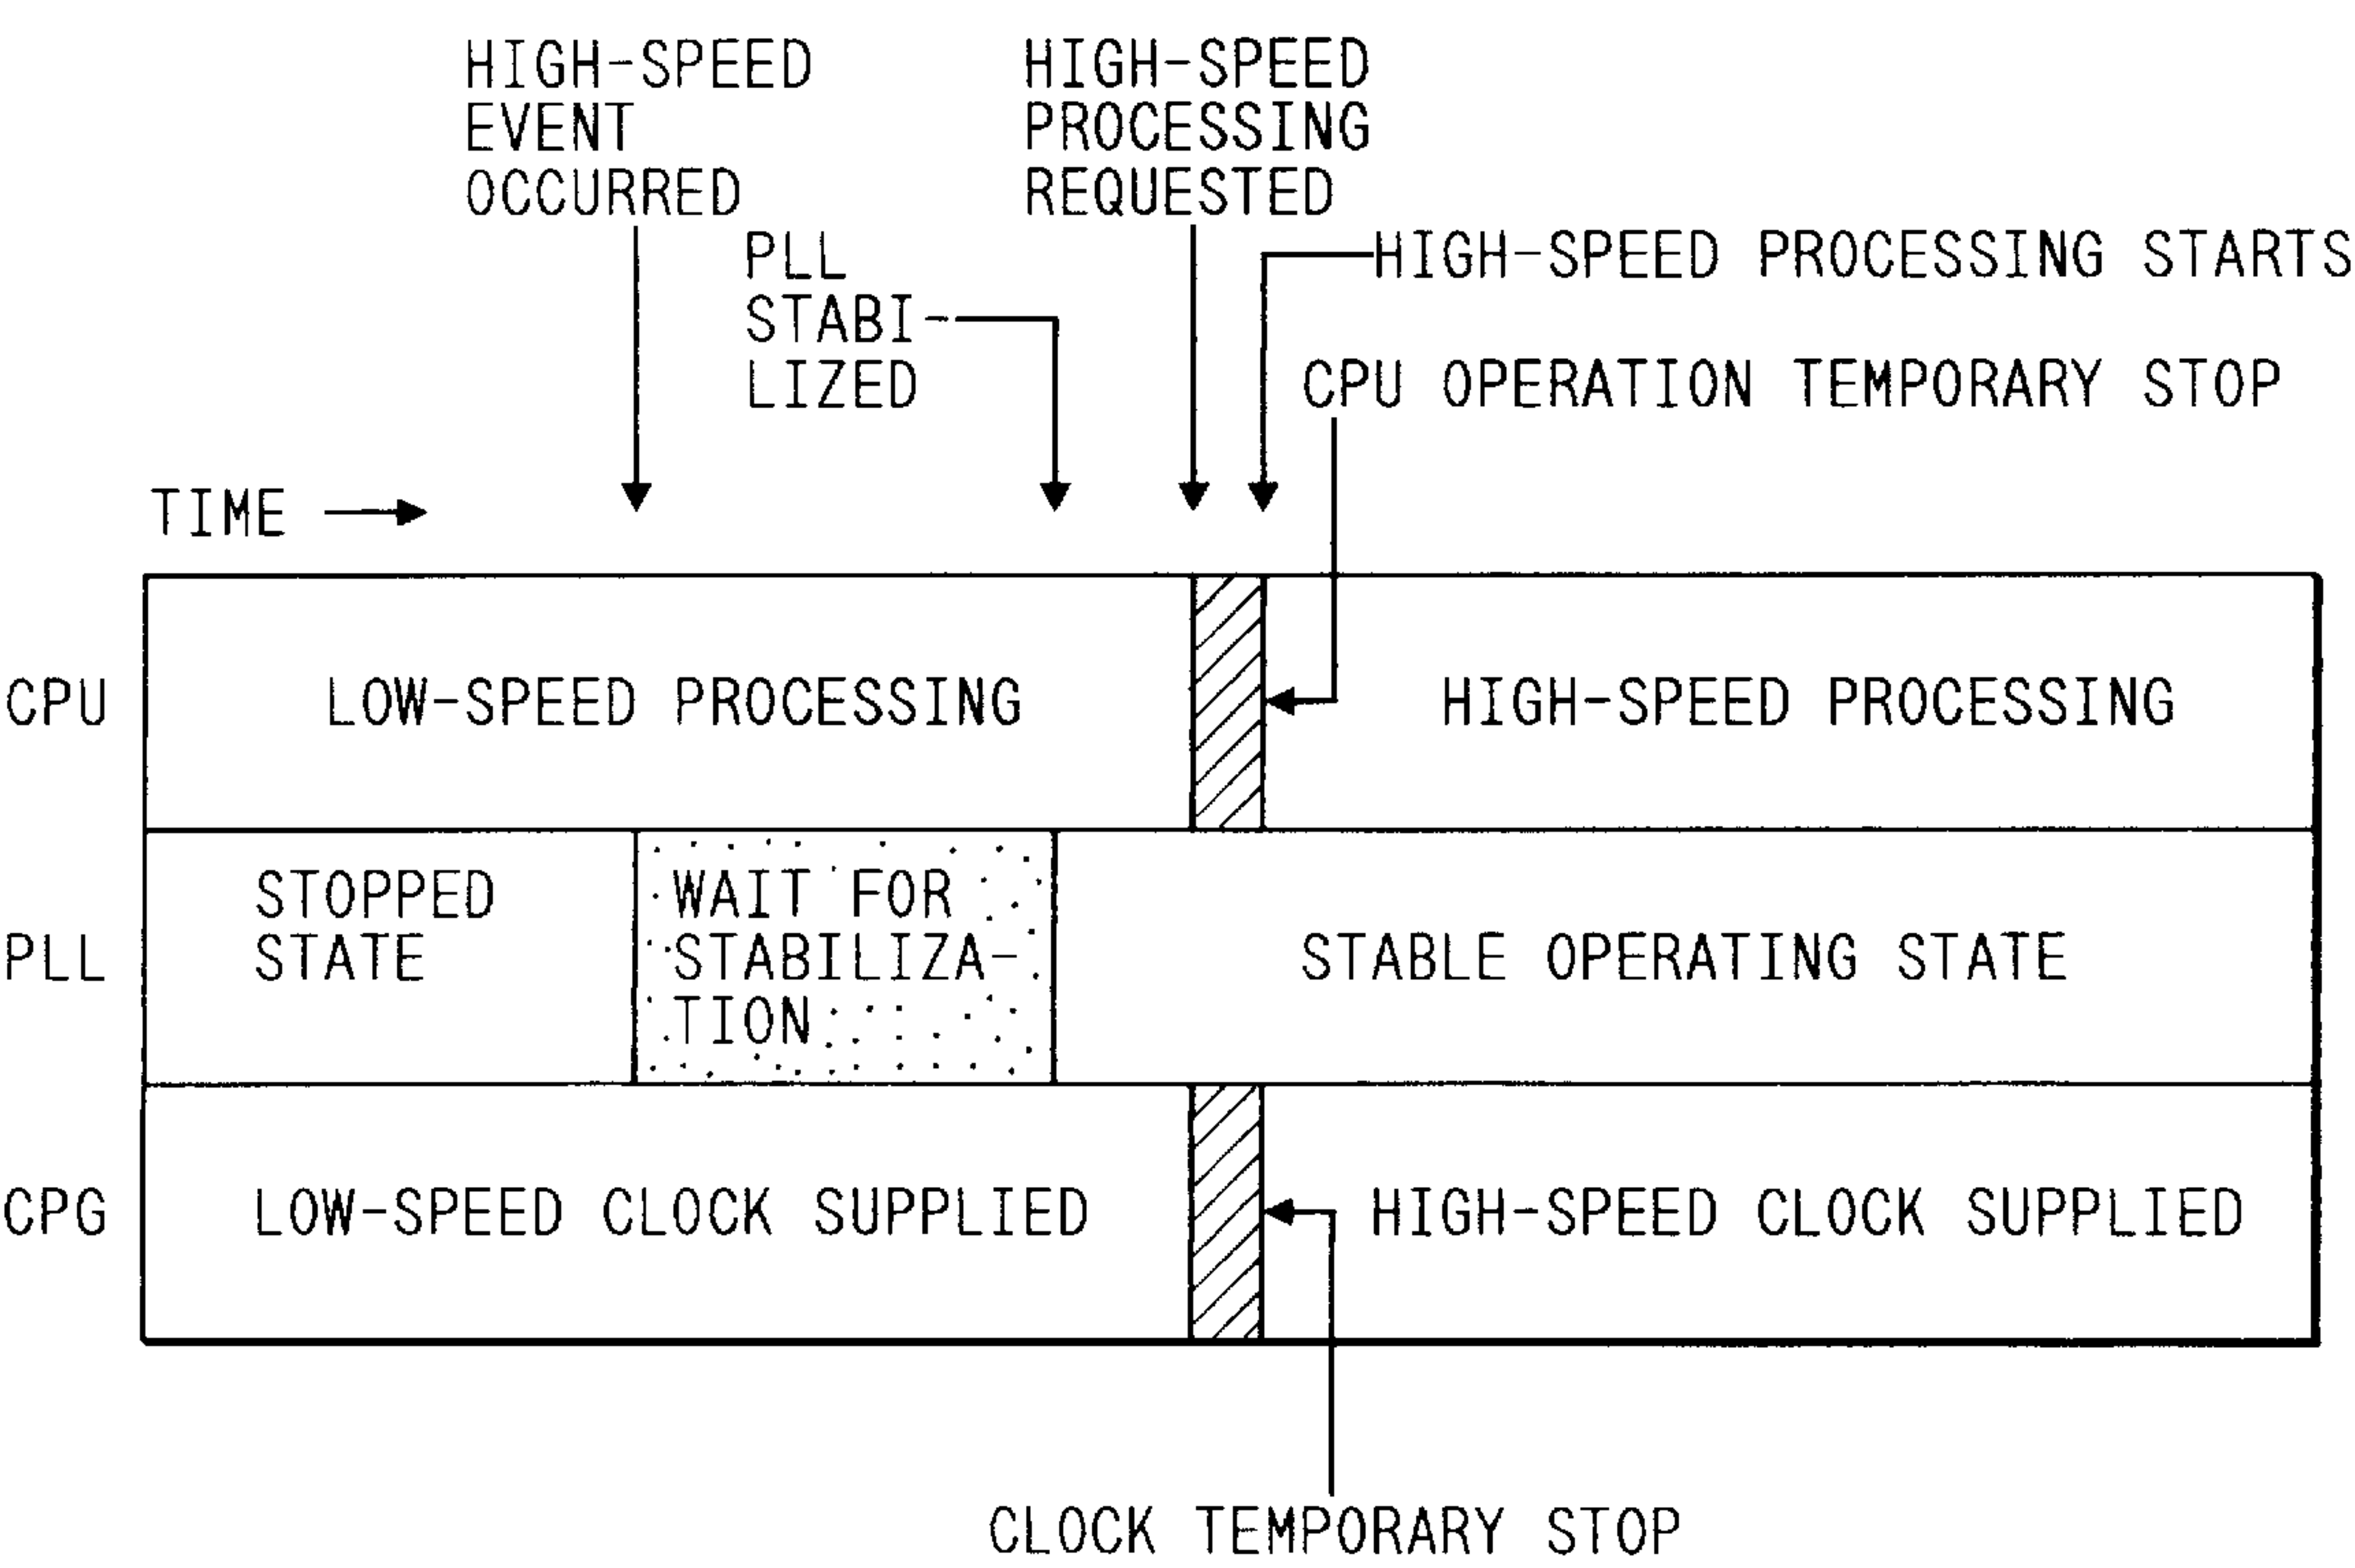 HIGH-SPEED
EVENT
OCCURRED
HIGH-SPEED
PROCESSING
REQUESTED
PLL
STABI-
LIZED
HIGH-SPEED PROCESSING STARTS
CPU OPERATION TEMPORARY STOP
TIME
CPU
LOW-SPEED PROCESSING
HIGH-SPEED PROCESSING
PLL
STOPPED
STATE
WAIT FOR
STABILIZA-
TION
STABLE OPERATING STATE
CPG
LOW-SPEED CLOCK SUPPLIED
HIGH-SPEED CLOCK SUPPLIED
CLOCK TEMPORARY STOP